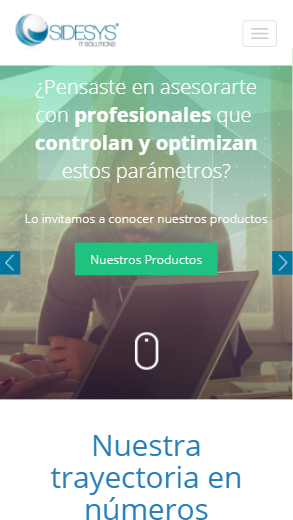 SIDESYS®
IT SOLUTIONS
¿Pensaste en asesorarte
con profesionales que
controlan y optimizan
estos parámetros?
Lo invitamos a conocer nuestros productos
Nuestros Productos
Nuestra
trayectoria en
números